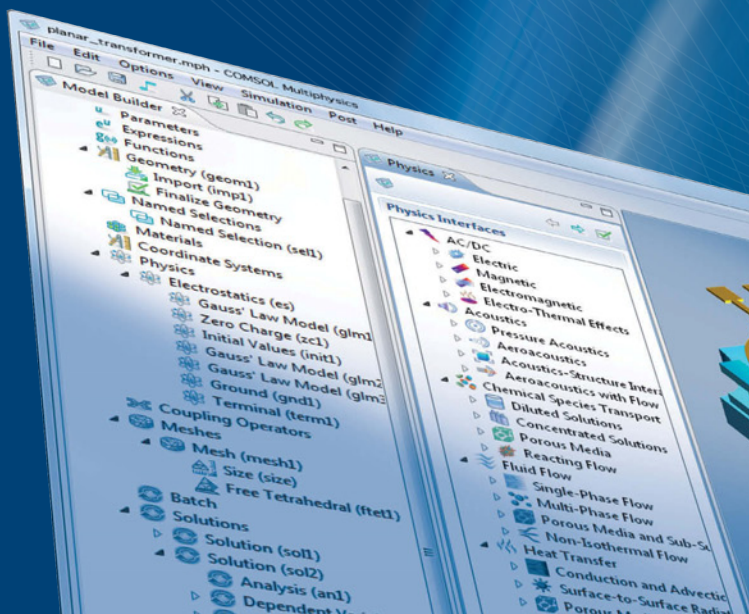 planar_transformer.mph - COMSOL Multiphysics
File Edit Options View Simulation Post Help
Model Builder
Parameters
Expressions
Functions
Geometry (geom1)
Import (imp1)
Finalize Geometry
Named Selections
Named Selection (sel1)
Materials
Coordinate Systems
Physics
Electrostatics (es)
Gauss' Law Model (glm1
Zero Charge (zc1)
Initial Values (init1)
Gauss' Law Model (glm2
Gauss' Law Model (glm3
Ground (gnd1)
Terminal (term1)
Coupling Operators
Meshes
Mesh (mesh1)
Size (size)
Free Tetrahedral (ftet1)
Batch
Solutions
Solution (sol1)
Solution (sol2)
Analysis (an1)
Dependent
Physics
Physics Interfaces
AC/DC
Electric
Magnetic
Electromagnetic
Electro-Thermal Effects
Acoustics
Pressure Acoustics
Aeroacoustics
Acoustics-Structure Inter
Aeroacoustics with Flow
Chemical Species Transport
Diluted Solutions
Concentrated Solutions
Porous Media
Reacting Flow
Fluid Flow
Single-Phase Flow
Multi-Phase Flow
Porous Media and Sub-S
Non-Isothermal Flow
Heat Transfer
Conduction and Advectio
Surface-to-Surface Radiat
Porous